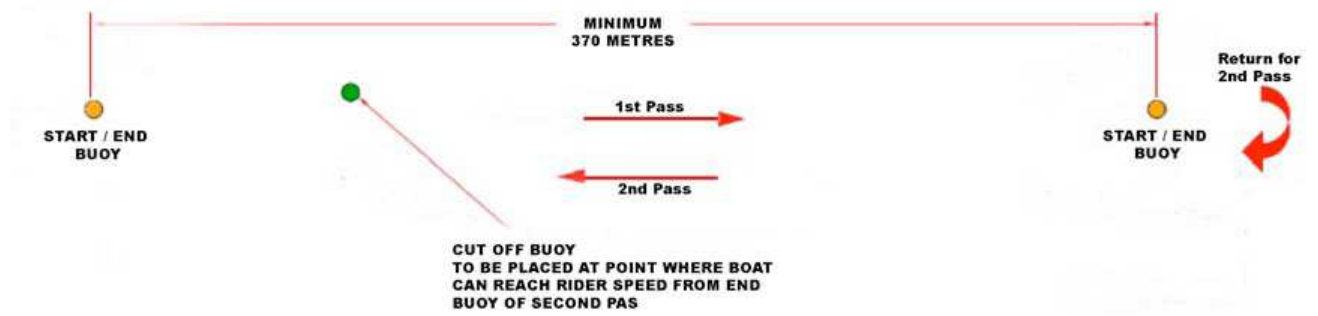 MINIMUM
370 METRES
Return for
2nd Pass
1st Pass
START / END
BUOY
START / END
BUOY
2nd Pass
CUT OFF BUOY
TO BE PLACED AT POINT WHERE BOAT
CAN REACH RIDER SPEED FROM END
BUOY OF SECOND PAS